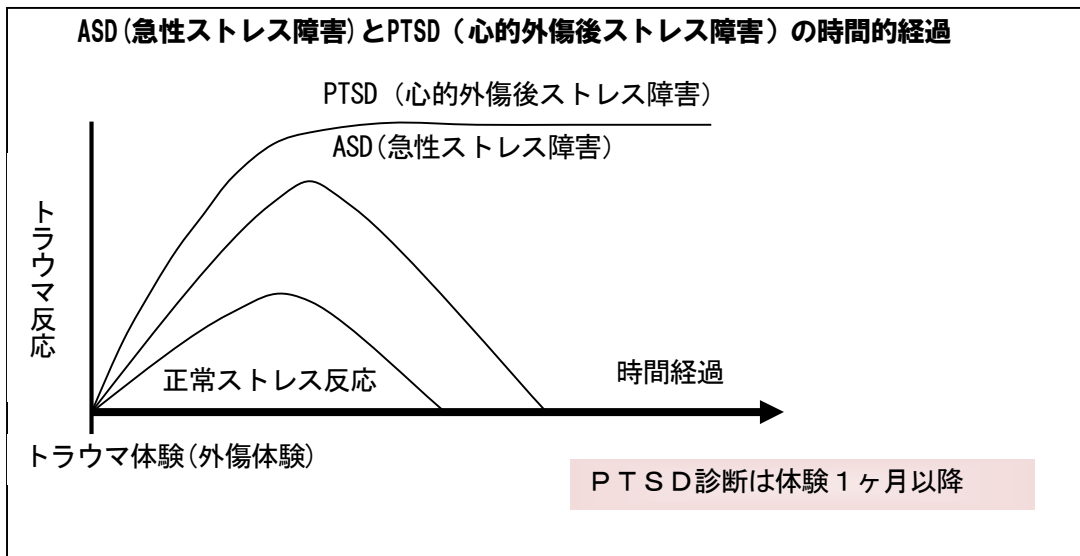 ASD(急性ストレス障害)とPTSD（心的外傷後ストレス障害）の時間的経過
PTSD（心的外傷後ストレス障害）
ASD(急性ストレス障害)
トラウマ反応
正常ストレス反応
時間経過
トラウマ体験(外傷体験)
ＰＴＳＤ診断は体験１ヶ月以降